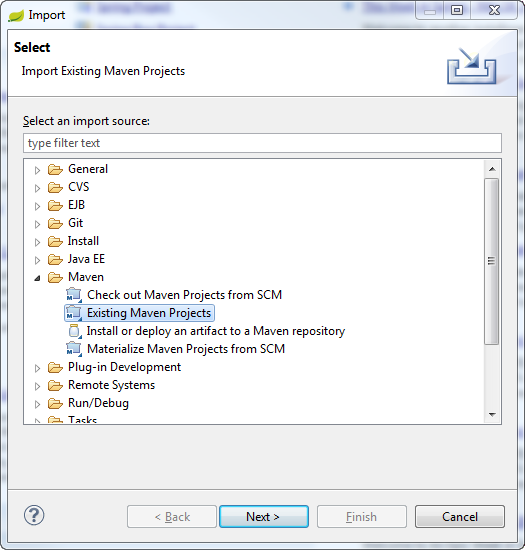 Import
Select
Import Existing Maven Projects
Select an import source:
type filter text
General
CVS
EJB
Git
Install
Java EE
Maven
Check out Maven Projects from SCM
Existing Maven Projects
Install or deploy an artifact to a Maven repository
Materialize Maven Projects from SCM
Plug-in Development
Remote Systems
Run/Debug
Tasks
< Back
Next >
Finish
Cancel